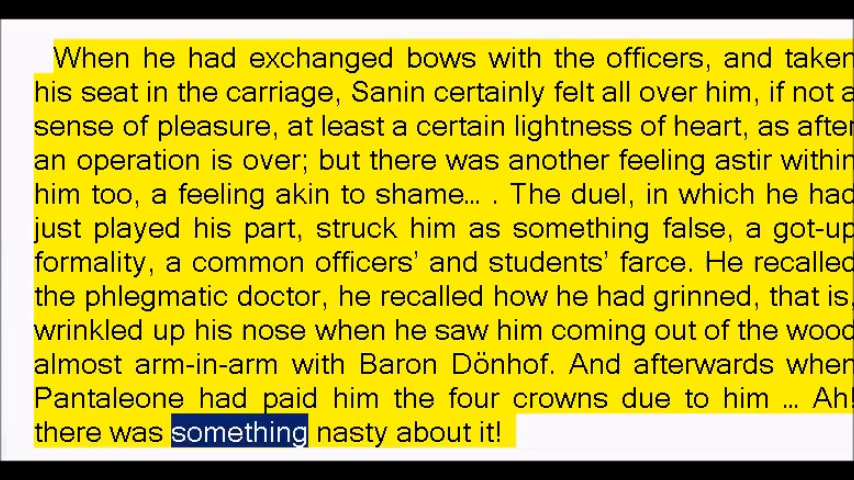 When he had exchanged bows with the officers, and taken
his seat in the carriage, Sanin certainly felt all over him, if not a
sense of pleasure, at least a certain lightness of heart, as after
an operation is over; but there was another feeling astir within
him too, a feeling akin to shame… . The duel, in which he had
just played his part, struck him as something false, a got-up
formality, a common officers’ and students’ farce. He recalled
the phlegmatic doctor, he recalled how he had grinned, that is,
wrinkled up his nose when he saw him coming out of the wood
almost arm-in-arm with Baron Dönhof. And afterwards when
Pantaleone had paid him the four crowns due to him … Ah!
there was something nasty about it!